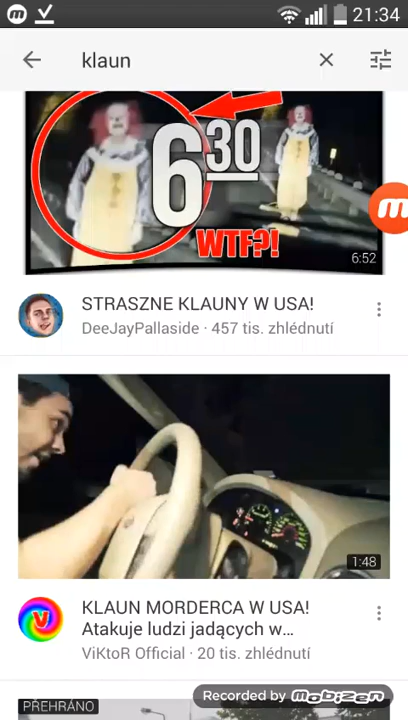 21:34
klaun
6 30
WTF?!
6:52
STRASZNE KLAUNY W USA!
DeeJayPallaside · 457 tis. zhlédnutí
1:48
KLAUN MORDERCA W USA!
Atakuje ludzi jadących w...
V
ViKtoR Official · 20 tis. zhlédnutí
PŘEHRÁNO
Recorded by mobizen